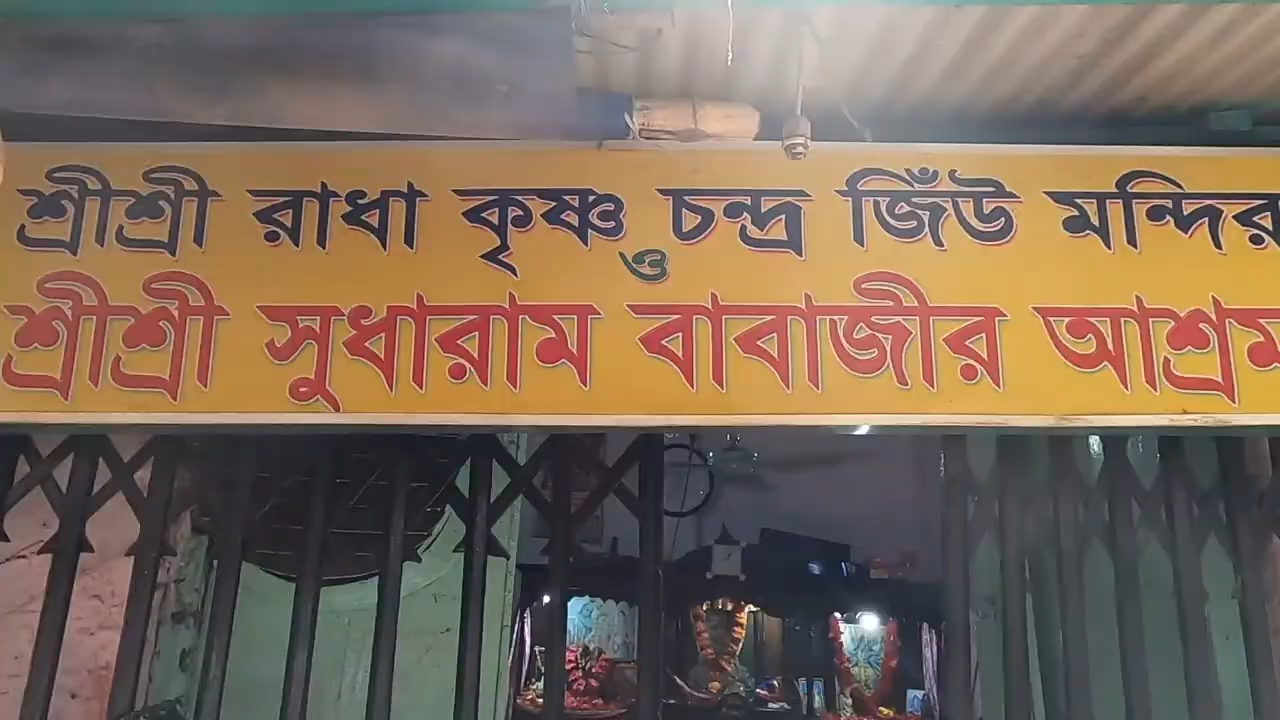 শ্রীশ্রী রাধা কৃষ্ণ চন্দ্র জিঁউ মন্দির
ও
শ্রীশ্রী সুধারাম বাবাজীর আশ্রম